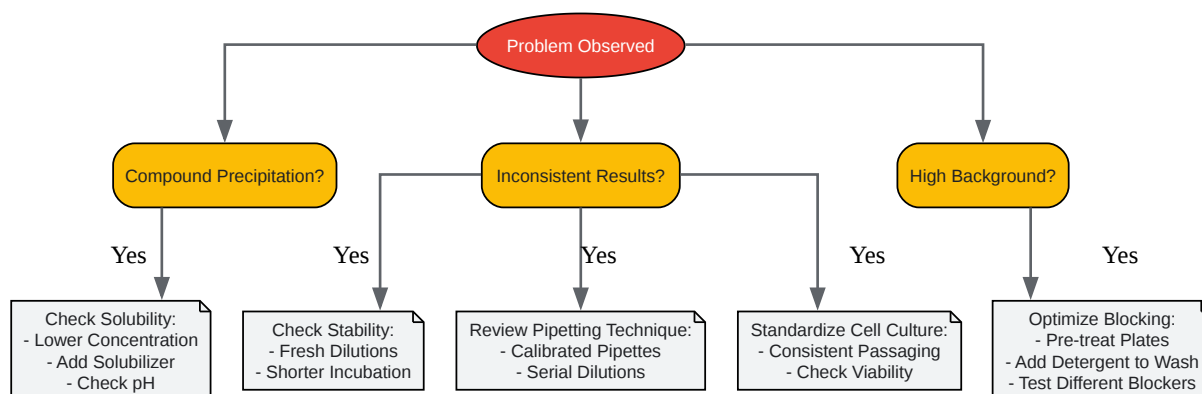 Problem Observed
Compound Precipitation?
Inconsistent Results?
High Background?
Yes
Yes
Yes
Yes
Yes
Check Solubility:
- Lower Concentration
- Add Solubilizer
- Check pH
Check Stability:
- Fresh Dilutions
- Shorter Incubation
Review Pipetting Technique:
- Calibrated Pipettes
- Serial Dilutions
Standardize Cell Culture:
- Consistent Passaging
- Check Viability
Optimize Blocking:
- Pre-treat Plates
- Add Detergent to Wash
- Test Different Blockers